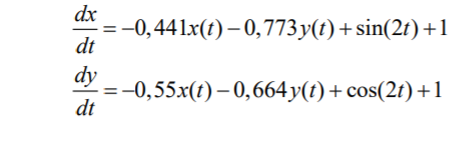 dx/dt = −0,441x(t) − 0,773y(t) + sin(2t) + 1
dy/dt = −0,55x(t) − 0,664y(t) + cos(2t) + 1